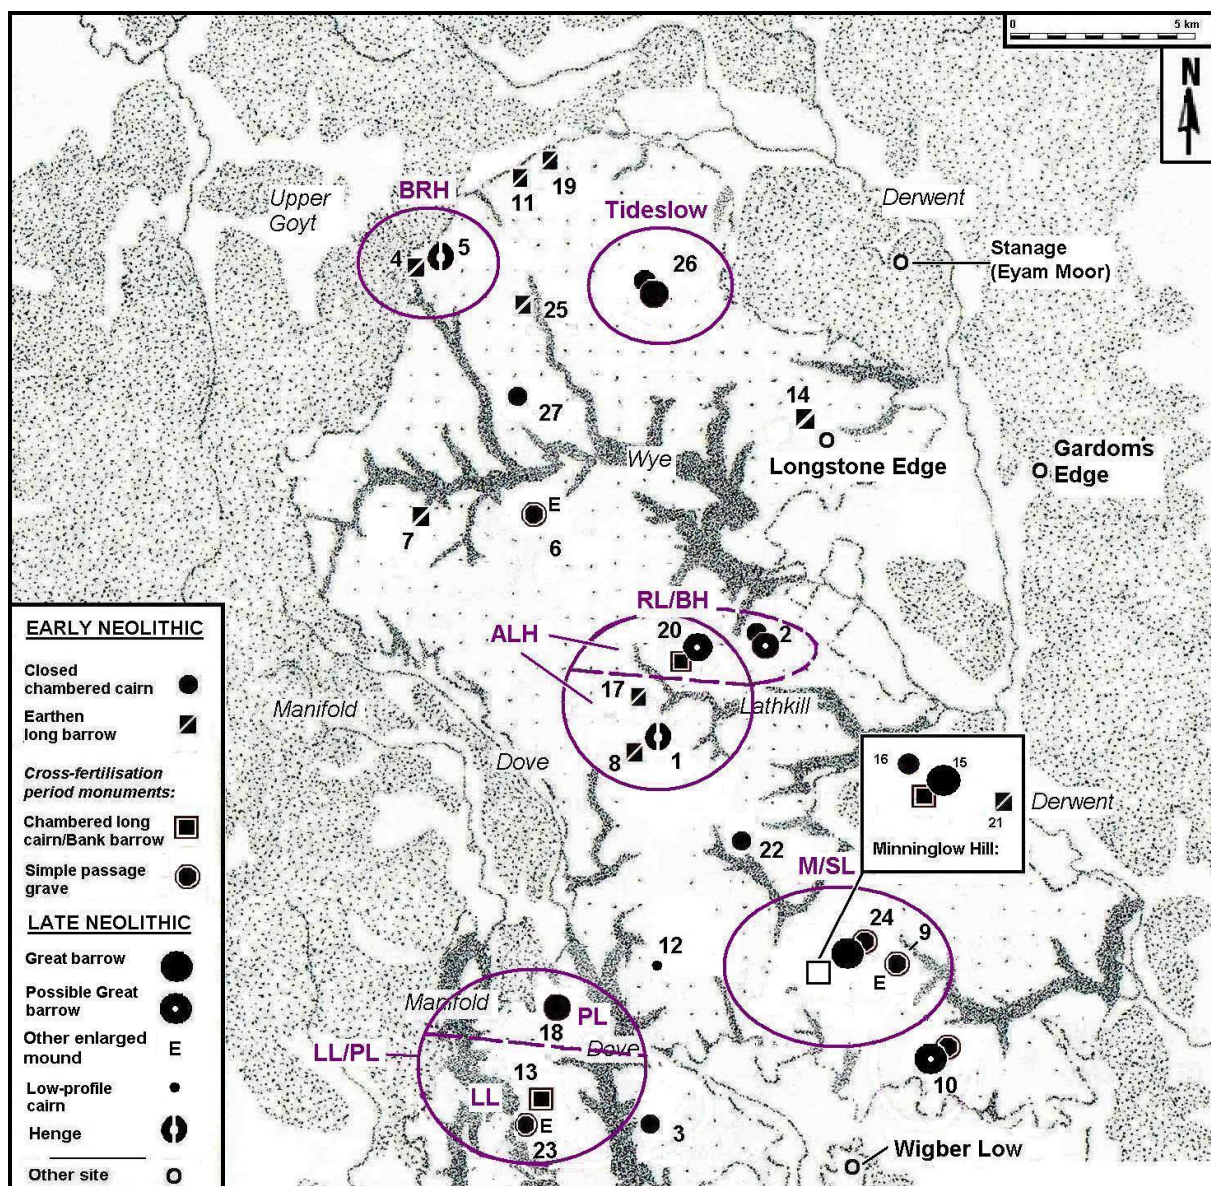 0 5 km
N
BRH
19
11
Upper
Goyt
Tideslow
Derwent
4
5
26
Stanage
(Eyam Moor)
25
27
14
Longstone Edge
Gardom's
Edge
Wye
7
E
6
RL/BH
ALH
20
2
17
Lathkill
Manifold
Dove
8
1
16
15
21
Derwent
Minninglow Hill:
22
M/SL
24
9
E
12
Manifold
18
PL
Dove
LL/PL
13
LL
E
23
3
10
Wigber Low
EARLY NEOLITHIC
Closed
chambered cairn
Earthen
long barrow
Cross-fertilisation
period monuments:
Chambered long
cairn/Bank barrow
Simple passage
grave
LATE NEOLITHIC
Great barrow
Possible Great
barrow
Other enlarged
mound
E
Low-profile
cairn
Henge
Other site